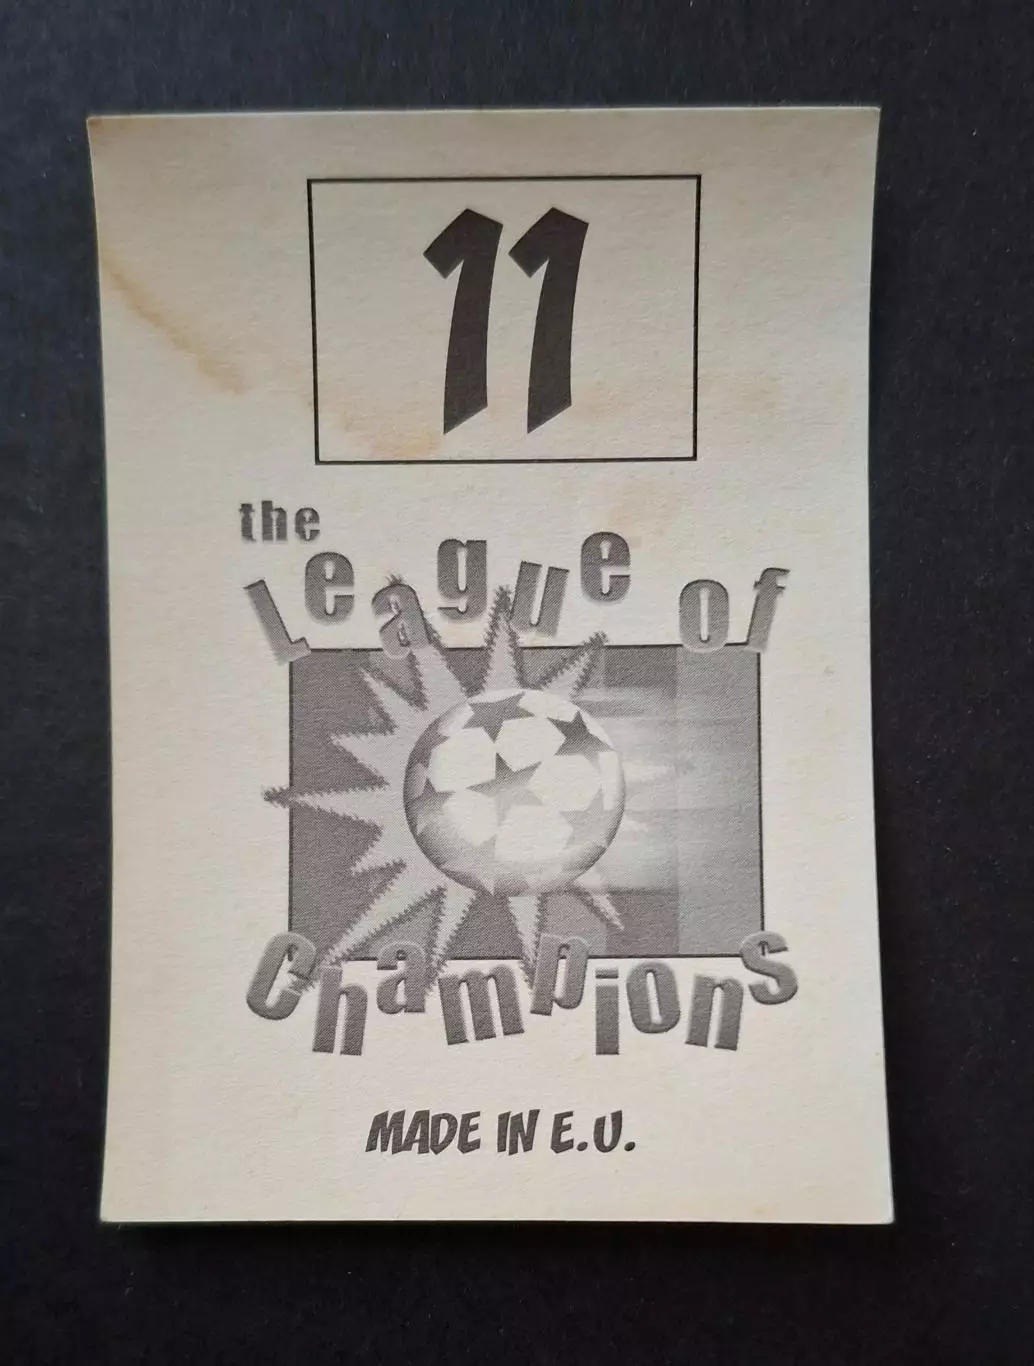 11
the
League of
Champions
MADE IN E.U.